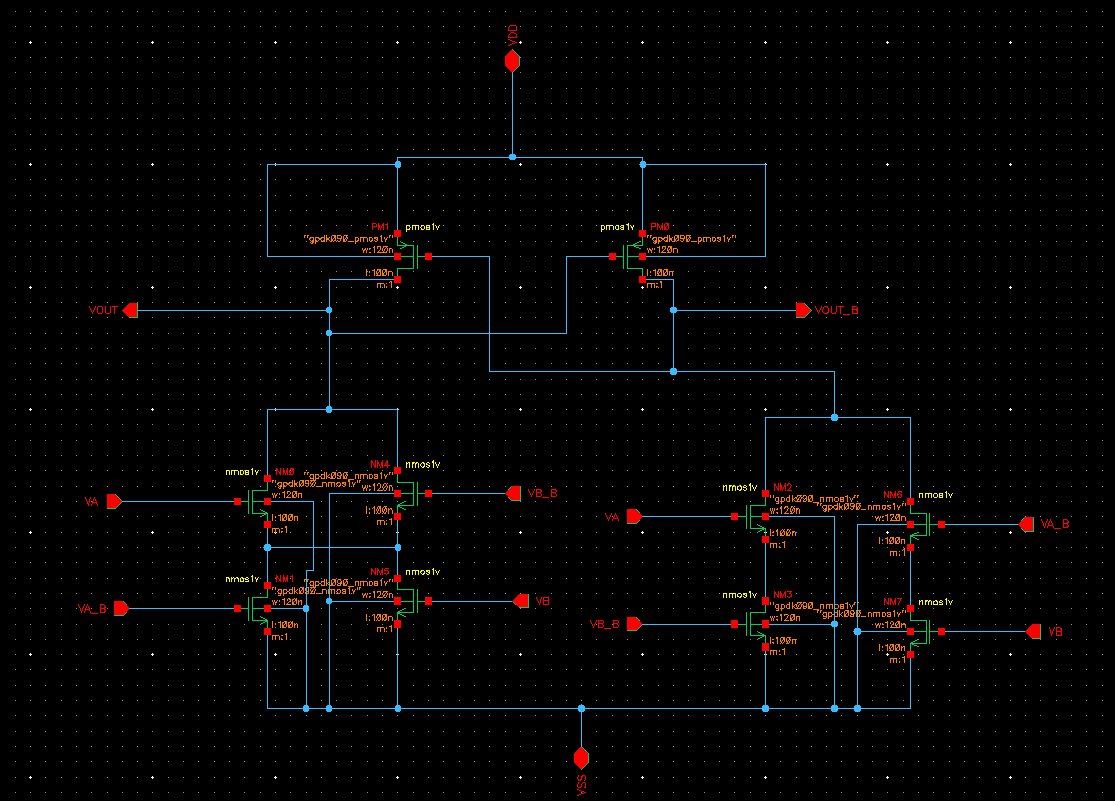 VDD
PM1 pmos1v
"gpdk090_pmos1v"
w:120n
l:100n
m:1
pmos1v PM0
"gpdk090_pmos1v"
w:120n
l:100n
m:1
VOUT
VOUT_B
nmos1v NM0
"gpdk090_nmos1v"
w:120n
l:100n
m:1
VA
NM4 nmos1v
"gpdk090_nmos1v"
w:120n
l:100n
m:1
VB_B
nmos1v NM1
"gpdk090_nmos1v"
w:120n
l:100n
m:1
VA_B
NM5 nmos1v
"gpdk090_nmos1v"
w:120n
l:100n
m:1
VB
nmos1v NM2
"gpdk090_nmos1v"
w:120n
l:100n
m:1
VA
NM6 nmos1v
"gpdk090_nmos1v"
w:120n
l:100n
m:1
VA_B
nmos1v NM3
"gpdk090_nmos1v"
w:120n
l:100n
m:1
VB_B
NM7 nmos1v
"gpdk090_nmos1v"
w:120n
l:100n
m:1
VB
VSS